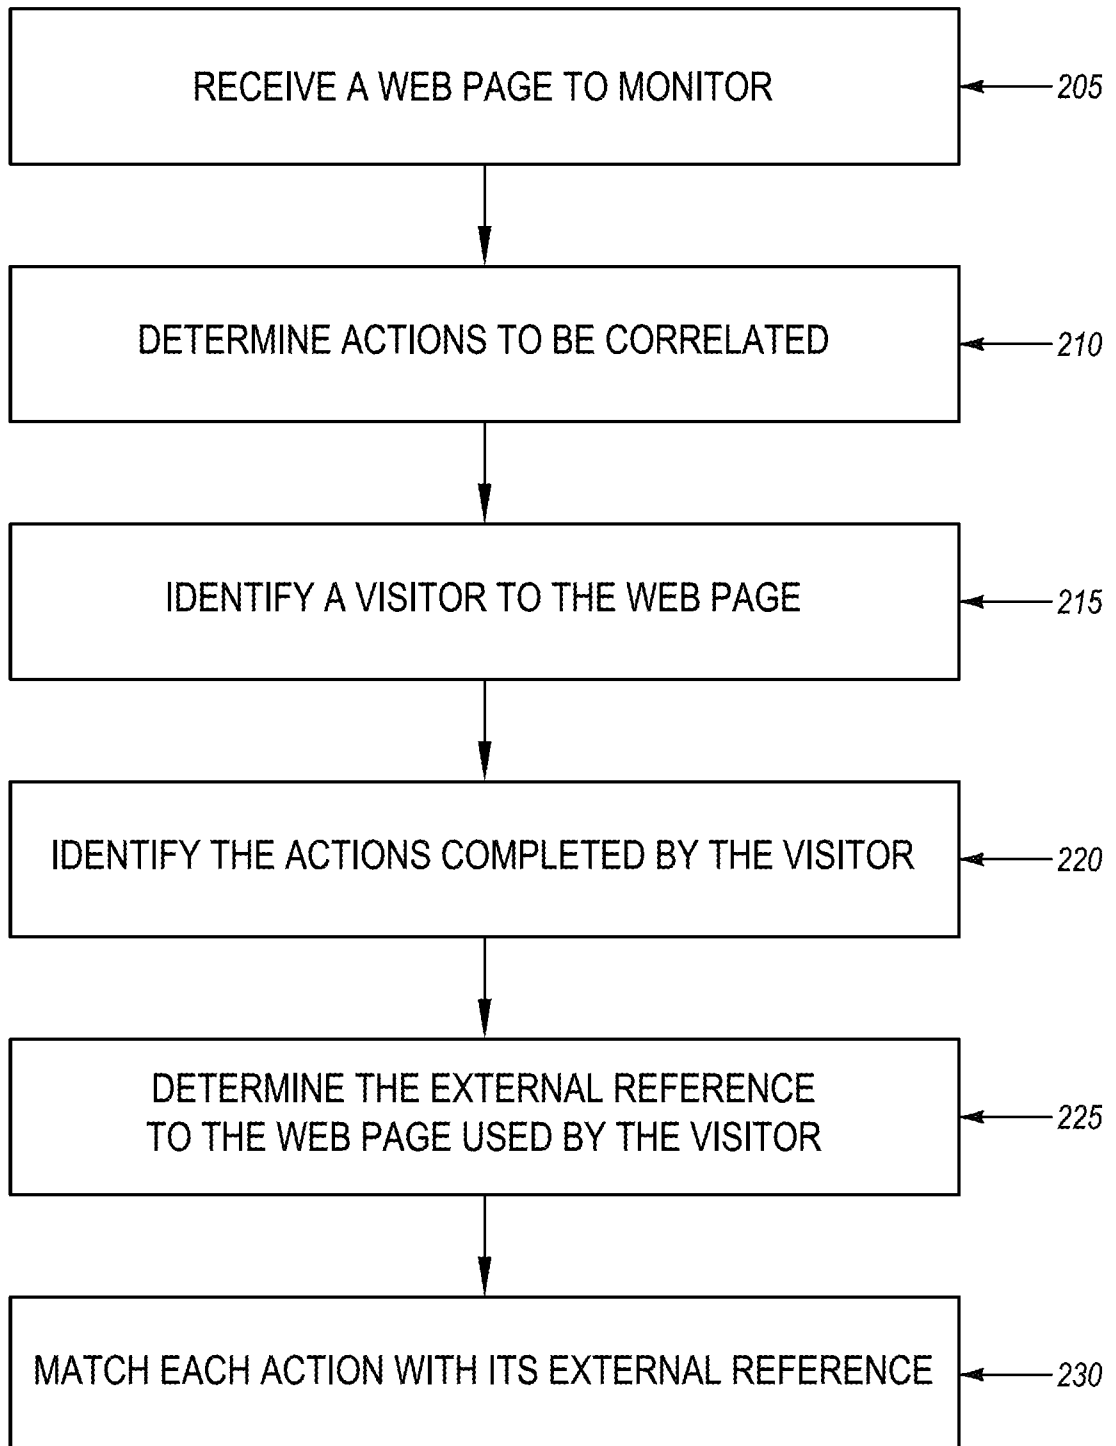 RECEIVE A WEB PAGE TO MONITOR
205
DETERMINE ACTIONS TO BE CORRELATED
210
IDENTIFY A VISITOR TO THE WEB PAGE
215
IDENTIFY THE ACTIONS COMPLETED BY THE VISITOR
220
DETERMINE THE EXTERNAL REFERENCE
TO THE WEB PAGE USED BY THE VISITOR
225
MATCH EACH ACTION WITH ITS EXTERNAL REFERENCE
230